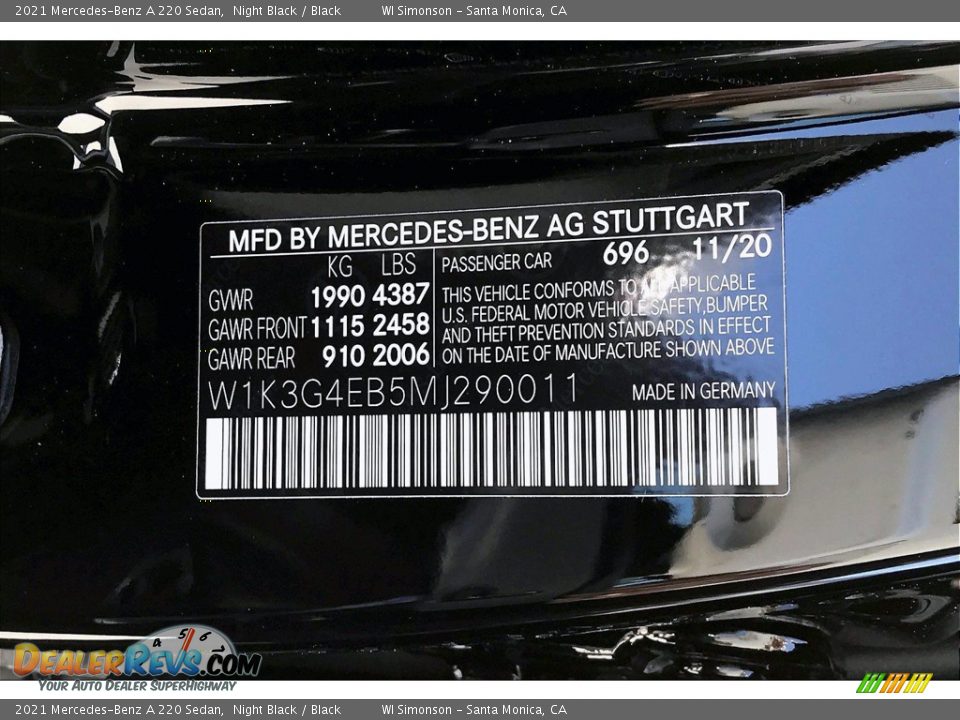 2021 Mercedes-Benz A 220 Sedan, Night Black / Black WI Simonson - Santa Monica, CA
MFD BY MERCEDES-BENZ AG STUTTGART
KG LBS
GVWR 1990 4387
GAWR FRONT 1115 2458
GAWR REAR 910 2006
PASSENGER CAR 696 11/20
THIS VEHICLE CONFORMS TO ALL APPLICABLE
U.S. FEDERAL MOTOR VEHICLE SAFETY,BUMPER
AND THEFT PREVENTION STANDARDS IN EFFECT
ON THE DATE OF MANUFACTURE SHOWN ABOVE
W1K3G4EB5MJ290011 MADE IN GERMANY
4 5 6
DEALERREVS.COM
YOUR AUTO DEALER SUPERHIGHWAY
2021 Mercedes-Benz A 220 Sedan, Night Black / Black WI Simonson - Santa Monica, CA